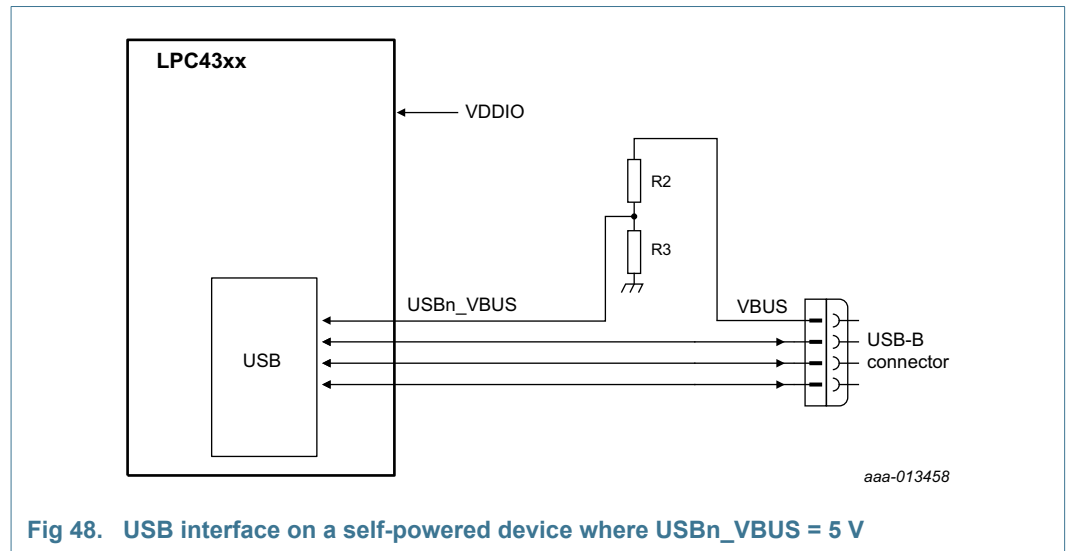 LPC43xx
VDDIO
R2
R3
USBn_VBUS
VBUS
USB
USB-B
connector
aaa-013458
Fig 48. USB interface on a self-powered device where USBn_VBUS = 5 V